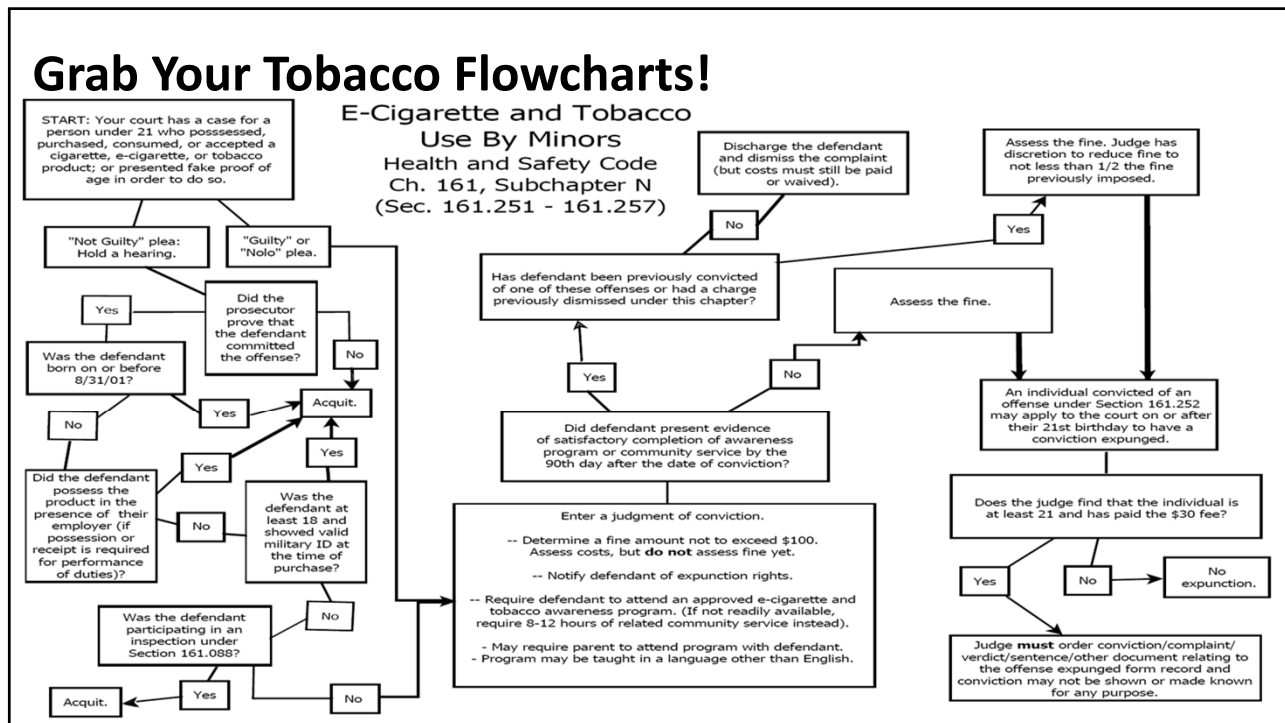 Grab Your Tobacco Flowcharts!
E-Cigarette and Tobacco
Use By Minors
Health and Safety Code
Ch. 161, Subchapter N
(Sec. 161.251 - 161.257)
START: Your court has a case for a
person under 21 who posssessed,
purchased, consumed, or accepted a
cigarette, e-cigarette, or tobacco
product; or presented fake proof of
age in order to do so.
"Not Guilty" plea:
Hold a hearing.
"Guilty" or
"Nolo" plea.
Did the
prosecutor
prove that
the defendant
committed
the offense?
Yes
No
Was the defendant
born on or before
8/31/01?
Yes
Acquit.
No
Yes
Yes
Did the defendant
possess the
product in the
presence of their
employer (if
possession or
receipt is required
for performance
of duties)?
No
Was the
defendant at
least 18 and
showed valid
military ID at
the time of
purchase?
No
Was the defendant
participating in an
inspection under
Section 161.088?
Yes
Acquit.
No
Enter a judgment of conviction.
-- Determine a fine amount not to exceed $100.
Assess costs, but do not assess fine yet.
-- Notify defendant of expunction rights.
-- Require defendant to attend an approved e-cigarette and
tobacco awareness program. (If not readily available,
require 8-12 hours of related community service instead).
- May require parent to attend program with defendant.
- Program may be taught in a language other than English.
Did defendant present evidence
of satisfactory completion of awareness
program or community service by the
90th day after the date of conviction?
Yes
No
Has defendant been previously convicted
of one of these offenses or had a charge
previously dismissed under this chapter?
No
Yes
Discharge the defendant
and dismiss the complaint
(but costs must still be paid
or waived).
Assess the fine. Judge has
discretion to reduce fine to
not less than 1/2 the fine
previously imposed.
Assess the fine.
An individual convicted of an
offense under Section 161.252
may apply to the court on or after
their 21st birthday to have a
conviction expunged.
Does the judge find that the individual is
at least 21 and has paid the $30 fee?
Yes
No
No
expunction.
Judge must order conviction/complaint/
verdict/sentence/other document relating to
the offense expunged form record and
conviction may not be shown or made known
for any purpose.